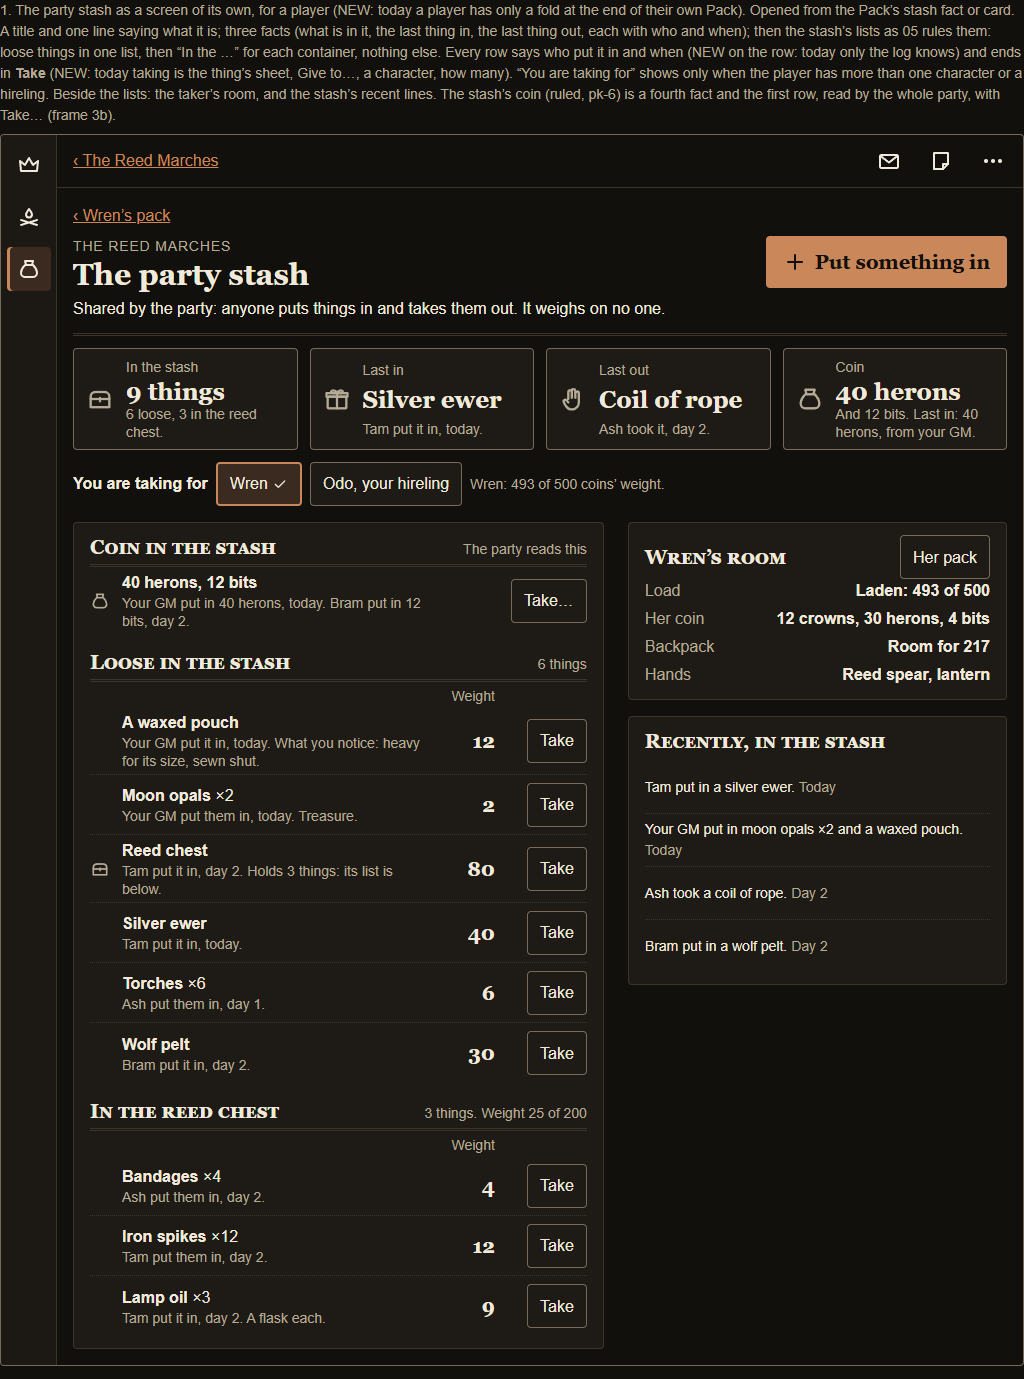 1. The party stash as a screen of its own, for a player (NEW: today a player has only a fold at the end of their own Pack). Opened from the Pack's stash fact or card.
A title and one line saying what it is; three facts (what is in it, the last thing in, the last thing out, each with who and when); then the stash's lists as 05 rules them:
loose things in one list, then “In the …” for each container, nothing else. Every row says who put it in and when (NEW on the row: today only the log knows) and ends
in Take (NEW: today taking is the thing's sheet, Give to…, a character, how many). “You are taking for” shows only when the player has more than one character or a
hireling. Beside the lists: the taker's room, and the stash's recent lines. The stash's coin (ruled, pk-6) is a fourth fact and the first row, read by the whole party, with
Take… (frame 3b).
‹ The Reed Marches
‹ Wren's pack
THE REED MARCHES
The party stash
+ Put something in
Shared by the party: anyone puts things in and takes them out. It weighs on no one.
In the stash
9 things
6 loose, 3 in the reed
chest.
Last in
Silver ewer
Tam put it in, today.
Last out
Coil of rope
Ash took it, day 2.
Coin
40 herons
And 12 bits. Last in: 40
herons, from your GM.
You are taking for
Wren ✓
Odo, your hireling
Wren: 493 of 500 coins' weight.
Coin in the stash
The party reads this
40 herons, 12 bits
Your GM put in 40 herons, today. Bram put in 12
bits, day 2.
Take…
Loose in the stash
6 things
Weight
A waxed pouch
Your GM put it in, today. What you notice: heavy
for its size, sewn shut.
12
Take
Moon opals ×2
Your GM put them in, today. Treasure.
2
Take
Reed chest
Tam put it in, day 2. Holds 3 things: its list is
below.
80
Take
Silver ewer
Tam put it in, today.
40
Take
Torches ×6
Ash put them in, day 1.
6
Take
Wolf pelt
Bram put it in, day 2.
30
Take
In the reed chest
3 things. Weight 25 of 200
Weight
Bandages ×4
Ash put them in, day 2.
4
Take
Iron spikes ×12
Tam put them in, day 2.
12
Take
Lamp oil ×3
Tam put it in, day 2. A flask each.
9
Take
Wren's room
Her pack
Load
Laden: 493 of 500
Her coin
12 crowns, 30 herons, 4 bits
Backpack
Room for 217
Hands
Reed spear, lantern
Recently, in the stash
Tam put in a silver ewer. Today
Your GM put in moon opals ×2 and a waxed pouch.
Today
Ash took a coil of rope. Day 2
Bram put in a wolf pelt. Day 2